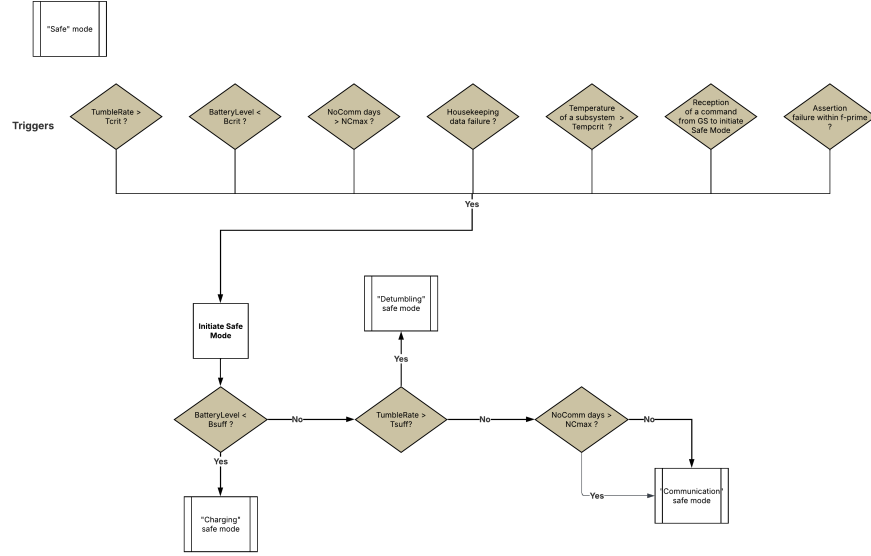 "Safe" mode
Triggers
TumbleRate >
Tcrit ?
BatteryLevel <
Bcrit ?
NoComm days
> NCmax ?
Housekeeping
data failure ?
Temperature
of a subsystem >
Tempcrit ?
Reception
of a command
from GS to initiate
Safe Mode
Assertion
failure within f-prime
?
Yes
Initiate Safe
Mode
"Detumbling"
safe mode
Yes
BatteryLevel <
Bsuff ?
No
TumbleRate >
Tsuff?
No
NoComm days >
NCmax ?
No
Yes
Yes
"Communication"
safe mode
"Charging"
safe mode